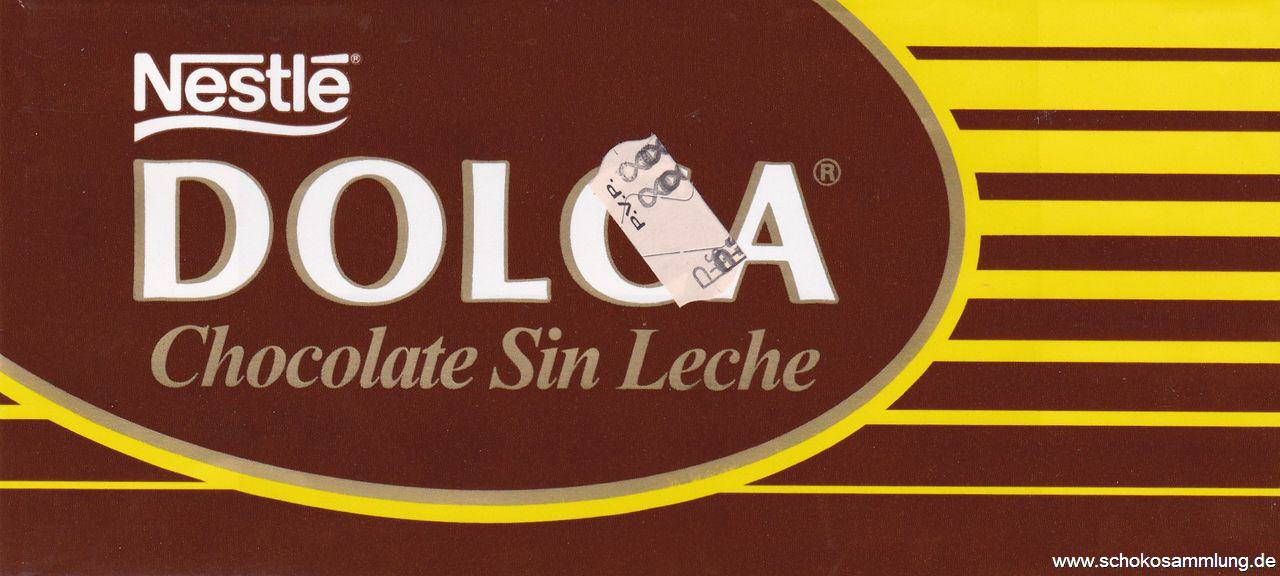 Nestlé®
DOLCA®
Chocolate Sin Leche
P.V.P.
www.schokosammlung.de